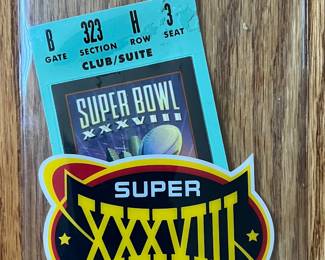 B 323 H 3
GATE SECTION ROW SEAT
CLUB/SUITE
SUPER BOWL
XXXVIII
SUPER
XXXVIII